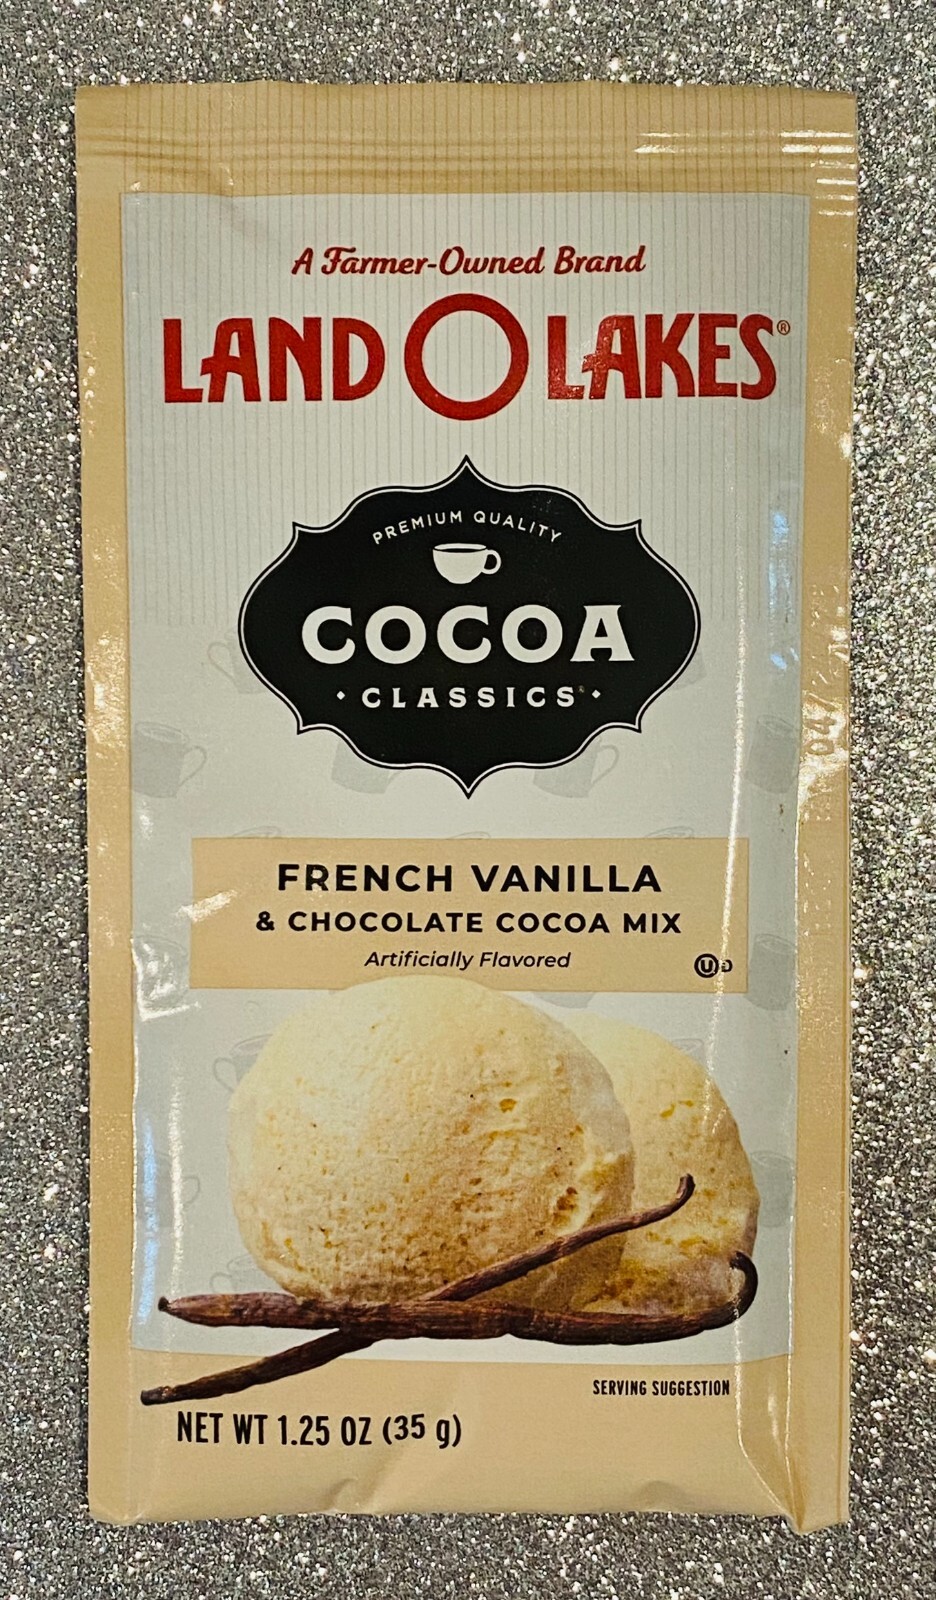 A Farmer-Owned Brand
LAND O LAKES®
PREMIUM QUALITY
COCOA
• CLASSICS® •
FRENCH VANILLA
& CHOCOLATE COCOA MIX
Artificially Flavored
U D
SERVING SUGGESTION
NET WT 1.25 OZ (35 g)